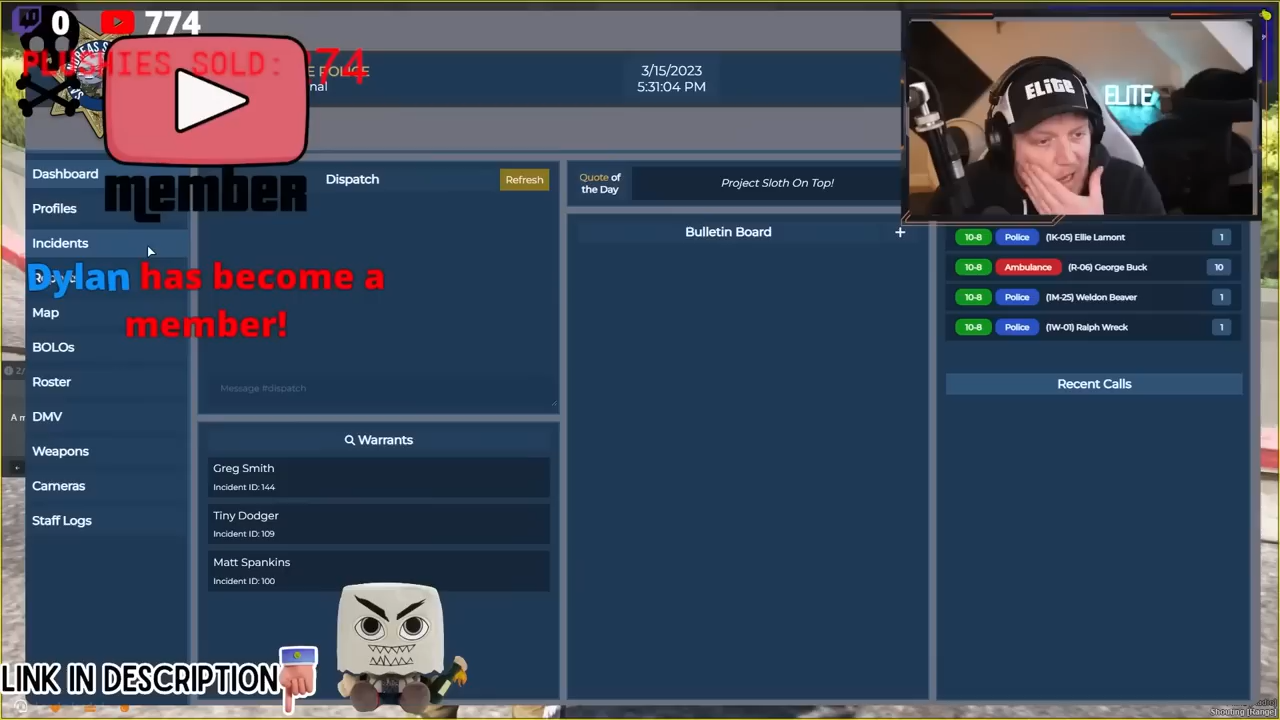 0
774
PLUSHIES SOLD: 274
E POLICE
nal
3/15/2023
5:31:04 PM
MEMBER
Dylan has become a
member!
ELITE
ELITE
Dashboard
Profiles
Incidents
Map
BOLOs
Roster
DMV
Weapons
Cameras
Staff Logs
Dispatch
Refresh
Message #dispatch
Warrants
Greg Smith
Incident ID: 144
Tiny Dodger
Incident ID: 109
Matt Spankins
Incident ID: 100
Quote of
the Day
Project Sloth On Top!
Bulletin Board
+
10-8 Police (1K-05) Ellie Lamont 1
10-8 Ambulance (R-06) George Buck 10
10-8 Police (1M-25) Weldon Beaver 1
10-8 Police (1W-01) Ralph Wreck 1
Recent Calls
LINK IN DESCRIPTION
Shouting [Range]